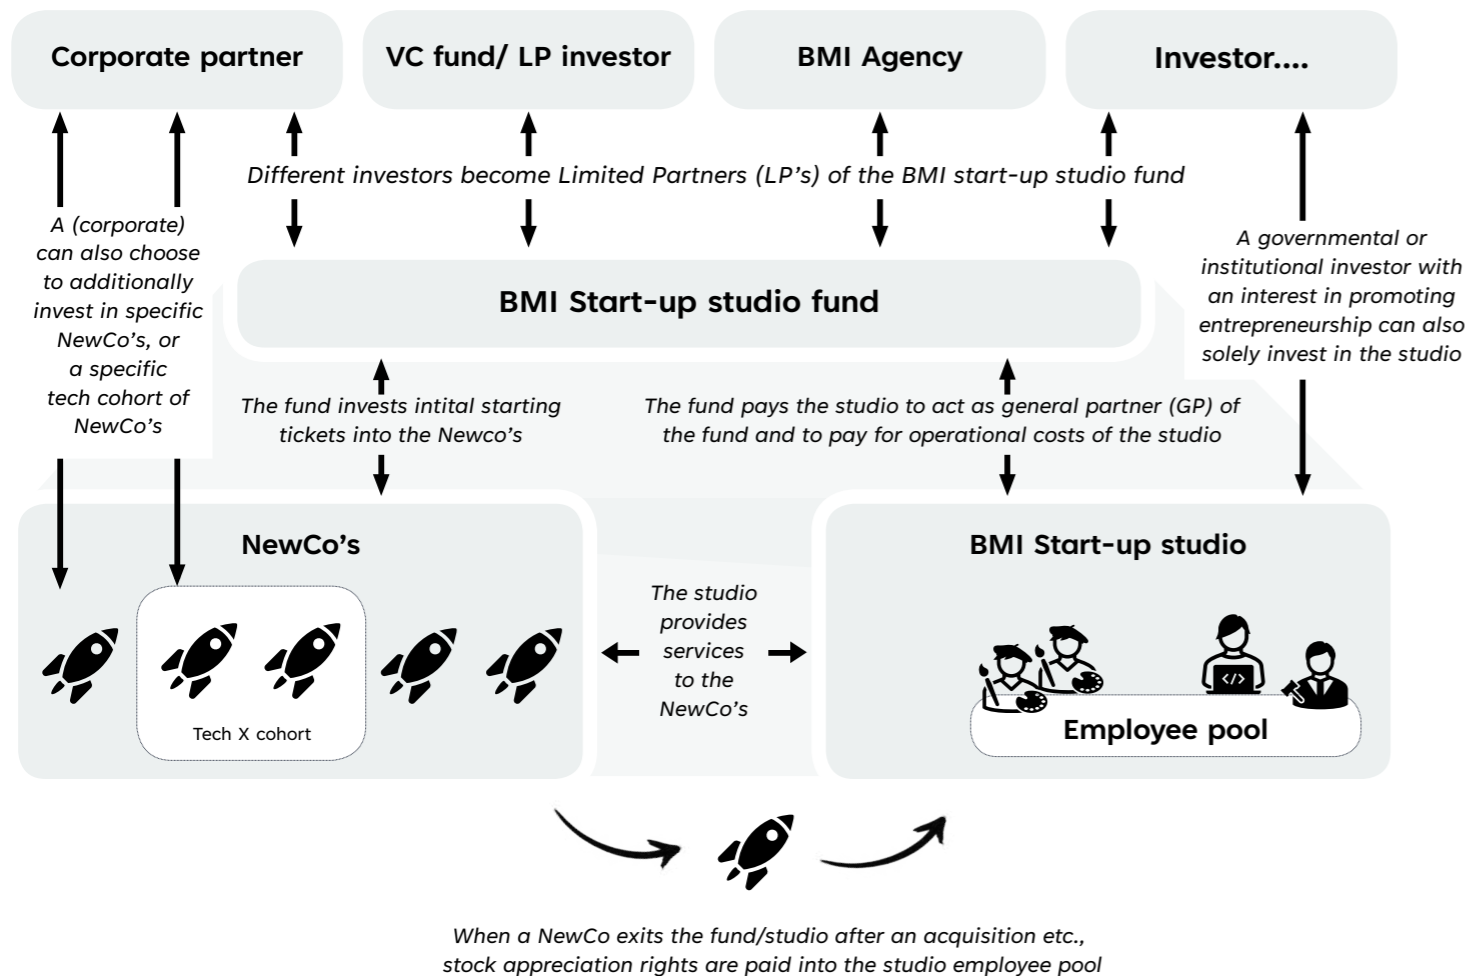 Corporate partner
VC fund/ LP investor
BMI Agency
Investor....
Different investors become Limited Partners (LP's) of the BMI start-up studio fund
A (corporate)
can also choose
to additionally
invest in specific
NewCo's, or
a specific
tech cohort of
NewCo's
A governmental or
institutional investor with
an interest in promoting
entrepreneurship can also
solely invest in the studio
BMI Start-up studio fund
The fund invests intital starting
tickets into the Newco's
The fund pays the studio to act as general partner (GP) of
the fund and to pay for operational costs of the studio
NewCo's
Tech X cohort
The studio
provides
services
to the
NewCo's
BMI Start-up studio
</>
Employee pool
When a NewCo exits the fund/studio after an acquisition etc.,
stock appreciation rights are paid into the studio employee pool